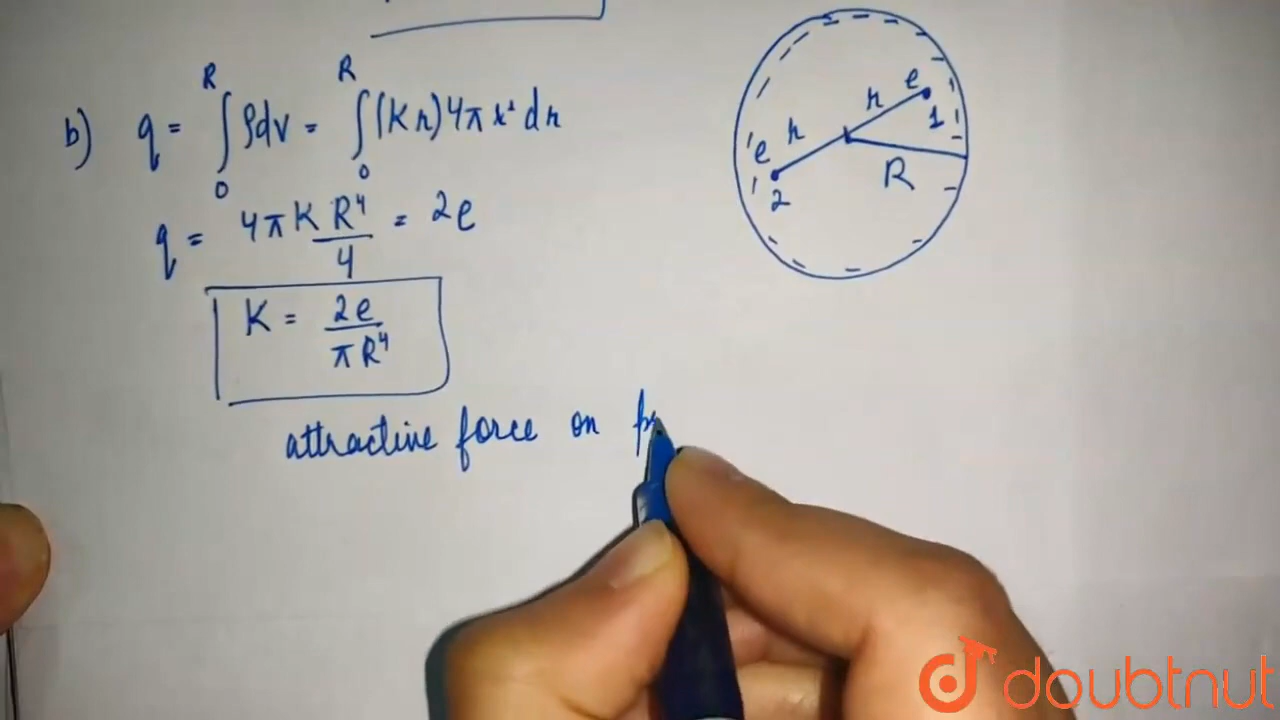 b) q = ∫₀ᴿ ρdv = ∫₀ᴿ (Kr) 4πr² dr
q = 4πK R⁴/4 = 2e
K = 2e/πR⁴
attractive force on
e
r
1
r
e
R
2
doubtnut